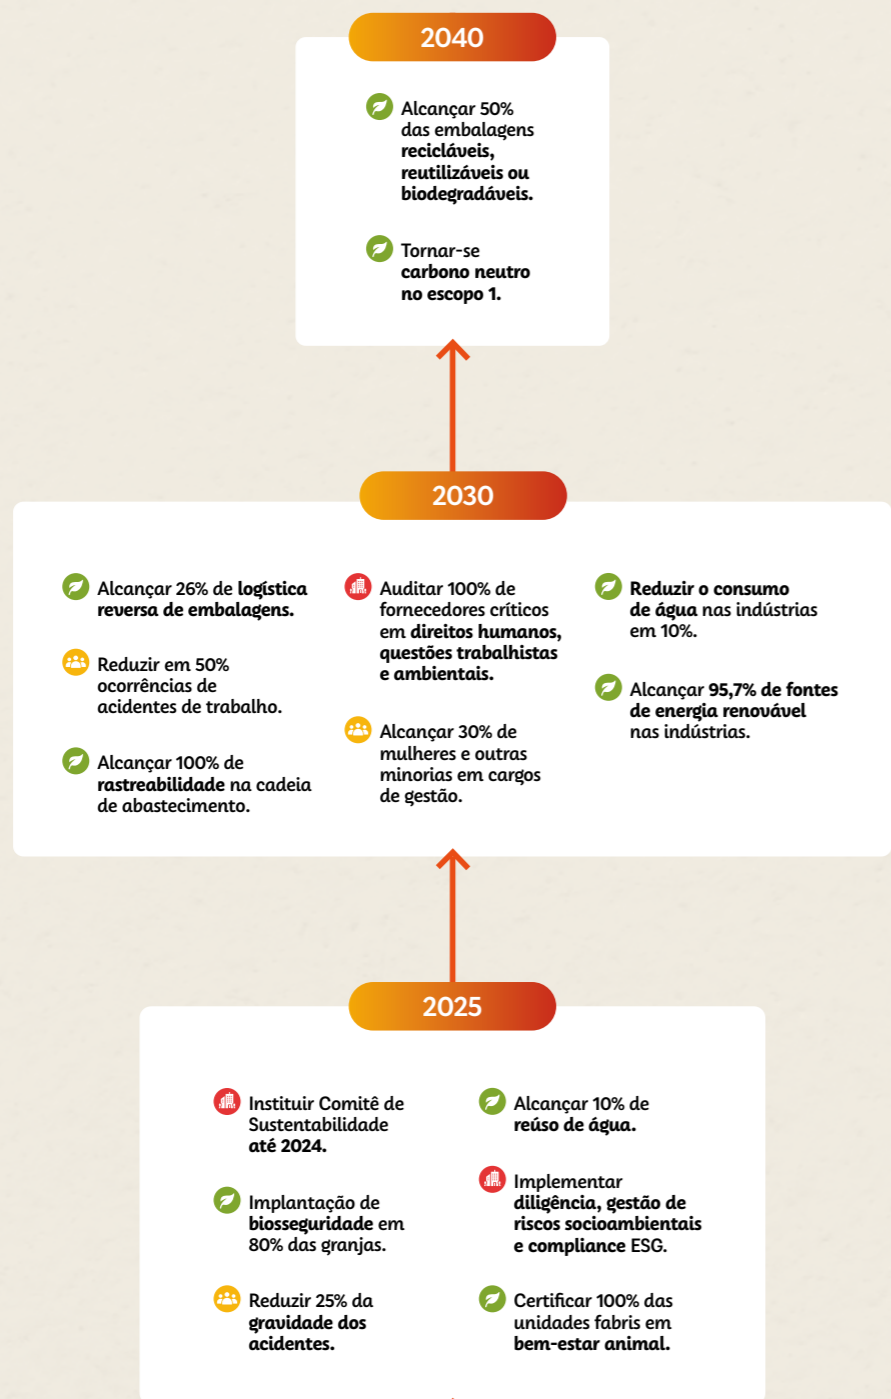 2040
Alcançar 50%
das embalagens
recicláveis,
reutilizáveis ou
biodegradáveis.
Tornar-se
carbono neutro
no escopo 1.
2030
Alcançar 26% de logística
reversa de embalagens.
Reduzir em 50%
ocorrências de
acidentes de trabalho.
Alcançar 100% de
rastreabilidade na cadeia
de abastecimento.
Auditar 100% de
fornecedores críticos
em direitos humanos,
questões trabalhistas
e ambientais.
Alcançar 30% de
mulheres e outras
minorias em cargos
de gestão.
Reduzir o consumo
de água nas indústrias
em 10%.
Alcançar 95,7% de fontes
de energia renovável
nas indústrias.
2025
Instituir Comitê de
Sustentabilidade
até 2024.
Implantação de
biosseguridade em
80% das granjas.
Reduzir 25% da
gravidade dos
acidentes.
Alcançar 10% de
reúso de água.
Implementar
diligência, gestão de
riscos socioambientais
e compliance ESG.
Certificar 100% das
unidades fabris em
bem-estar animal.